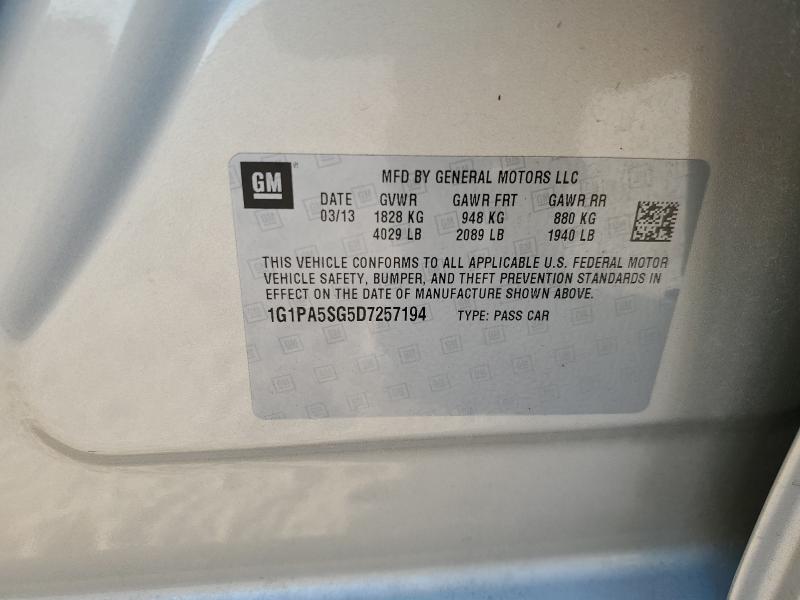 GM ®
MFD BY GENERAL MOTORS LLC
DATE GVWR GAWR FRT GAWR RR
03/13 1828 KG 948 KG 880 KG
4029 LB 2089 LB 1940 LB
THIS VEHICLE CONFORMS TO ALL APPLICABLE U.S. FEDERAL MOTOR
VEHICLE SAFETY, BUMPER, AND THEFT PREVENTION STANDARDS IN
EFFECT ON THE DATE OF MANUFACTURE SHOWN ABOVE.
1G1PA5SG5D7257194 TYPE: PASS CAR